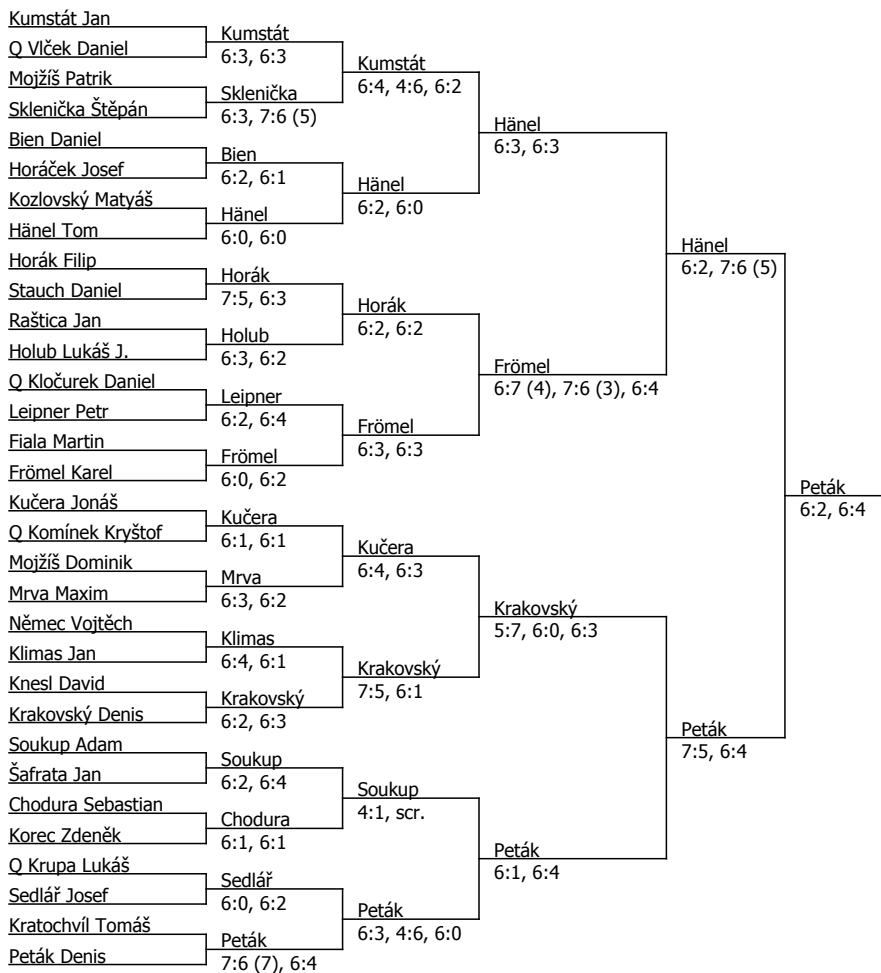 Kumstát Jan
Q Vlček Daniel
Mojžíš Patrik
Sklenička Štěpán
Bien Daniel
Horáček Josef
Kozlovský Matyáš
Hänel Tom
Horák Filip
Stauch Daniel
Raštica Jan
Holub Lukáš J.
Q Kločurek Daniel
Leipner Petr
Fiala Martin
Frömel Karel
Kučera Jonáš
Q Komínek Kryštof
Mojžíš Dominik
Mrva Maxim
Němec Vojtěch
Klimas Jan
Knesl David
Krakovský Denis
Soukup Adam
Šafrata Jan
Chodura Sebastian
Korec Zdeněk
Q Krupa Lukáš
Sedlář Josef
Kratochvíl Tomáš
Peták Denis
Kumstát
6:3, 6:3
Sklenička
6:3, 7:6 (5)
Bien
6:2, 6:1
Hänel
6:0, 6:0
Horák
7:5, 6:3
Holub
6:3, 6:2
Leipner
6:2, 6:4
Frömel
6:0, 6:2
Kučera
6:1, 6:1
Mrva
6:3, 6:2
Klimas
6:4, 6:1
Krakovský
6:2, 6:3
Soukup
6:2, 6:4
Chodura
6:1, 6:1
Sedlář
6:0, 6:2
Peták
7:6 (7), 6:4
Kumstát
6:4, 4:6, 6:2
Hänel
6:2, 6:0
Horák
6:2, 6:2
Frömel
6:3, 6:3
Kučera
6:4, 6:3
Krakovský
7:5, 6:1
Soukup
4:1, scr.
Peták
6:3, 4:6, 6:0
Hänel
6:3, 6:3
Frömel
6:7 (4), 7:6 (3), 6:4
Krakovský
5:7, 6:0, 6:3
Peták
6:1, 6:4
Hänel
6:2, 7:6 (5)
Peták
7:5, 6:4
Peták
6:2, 6:4